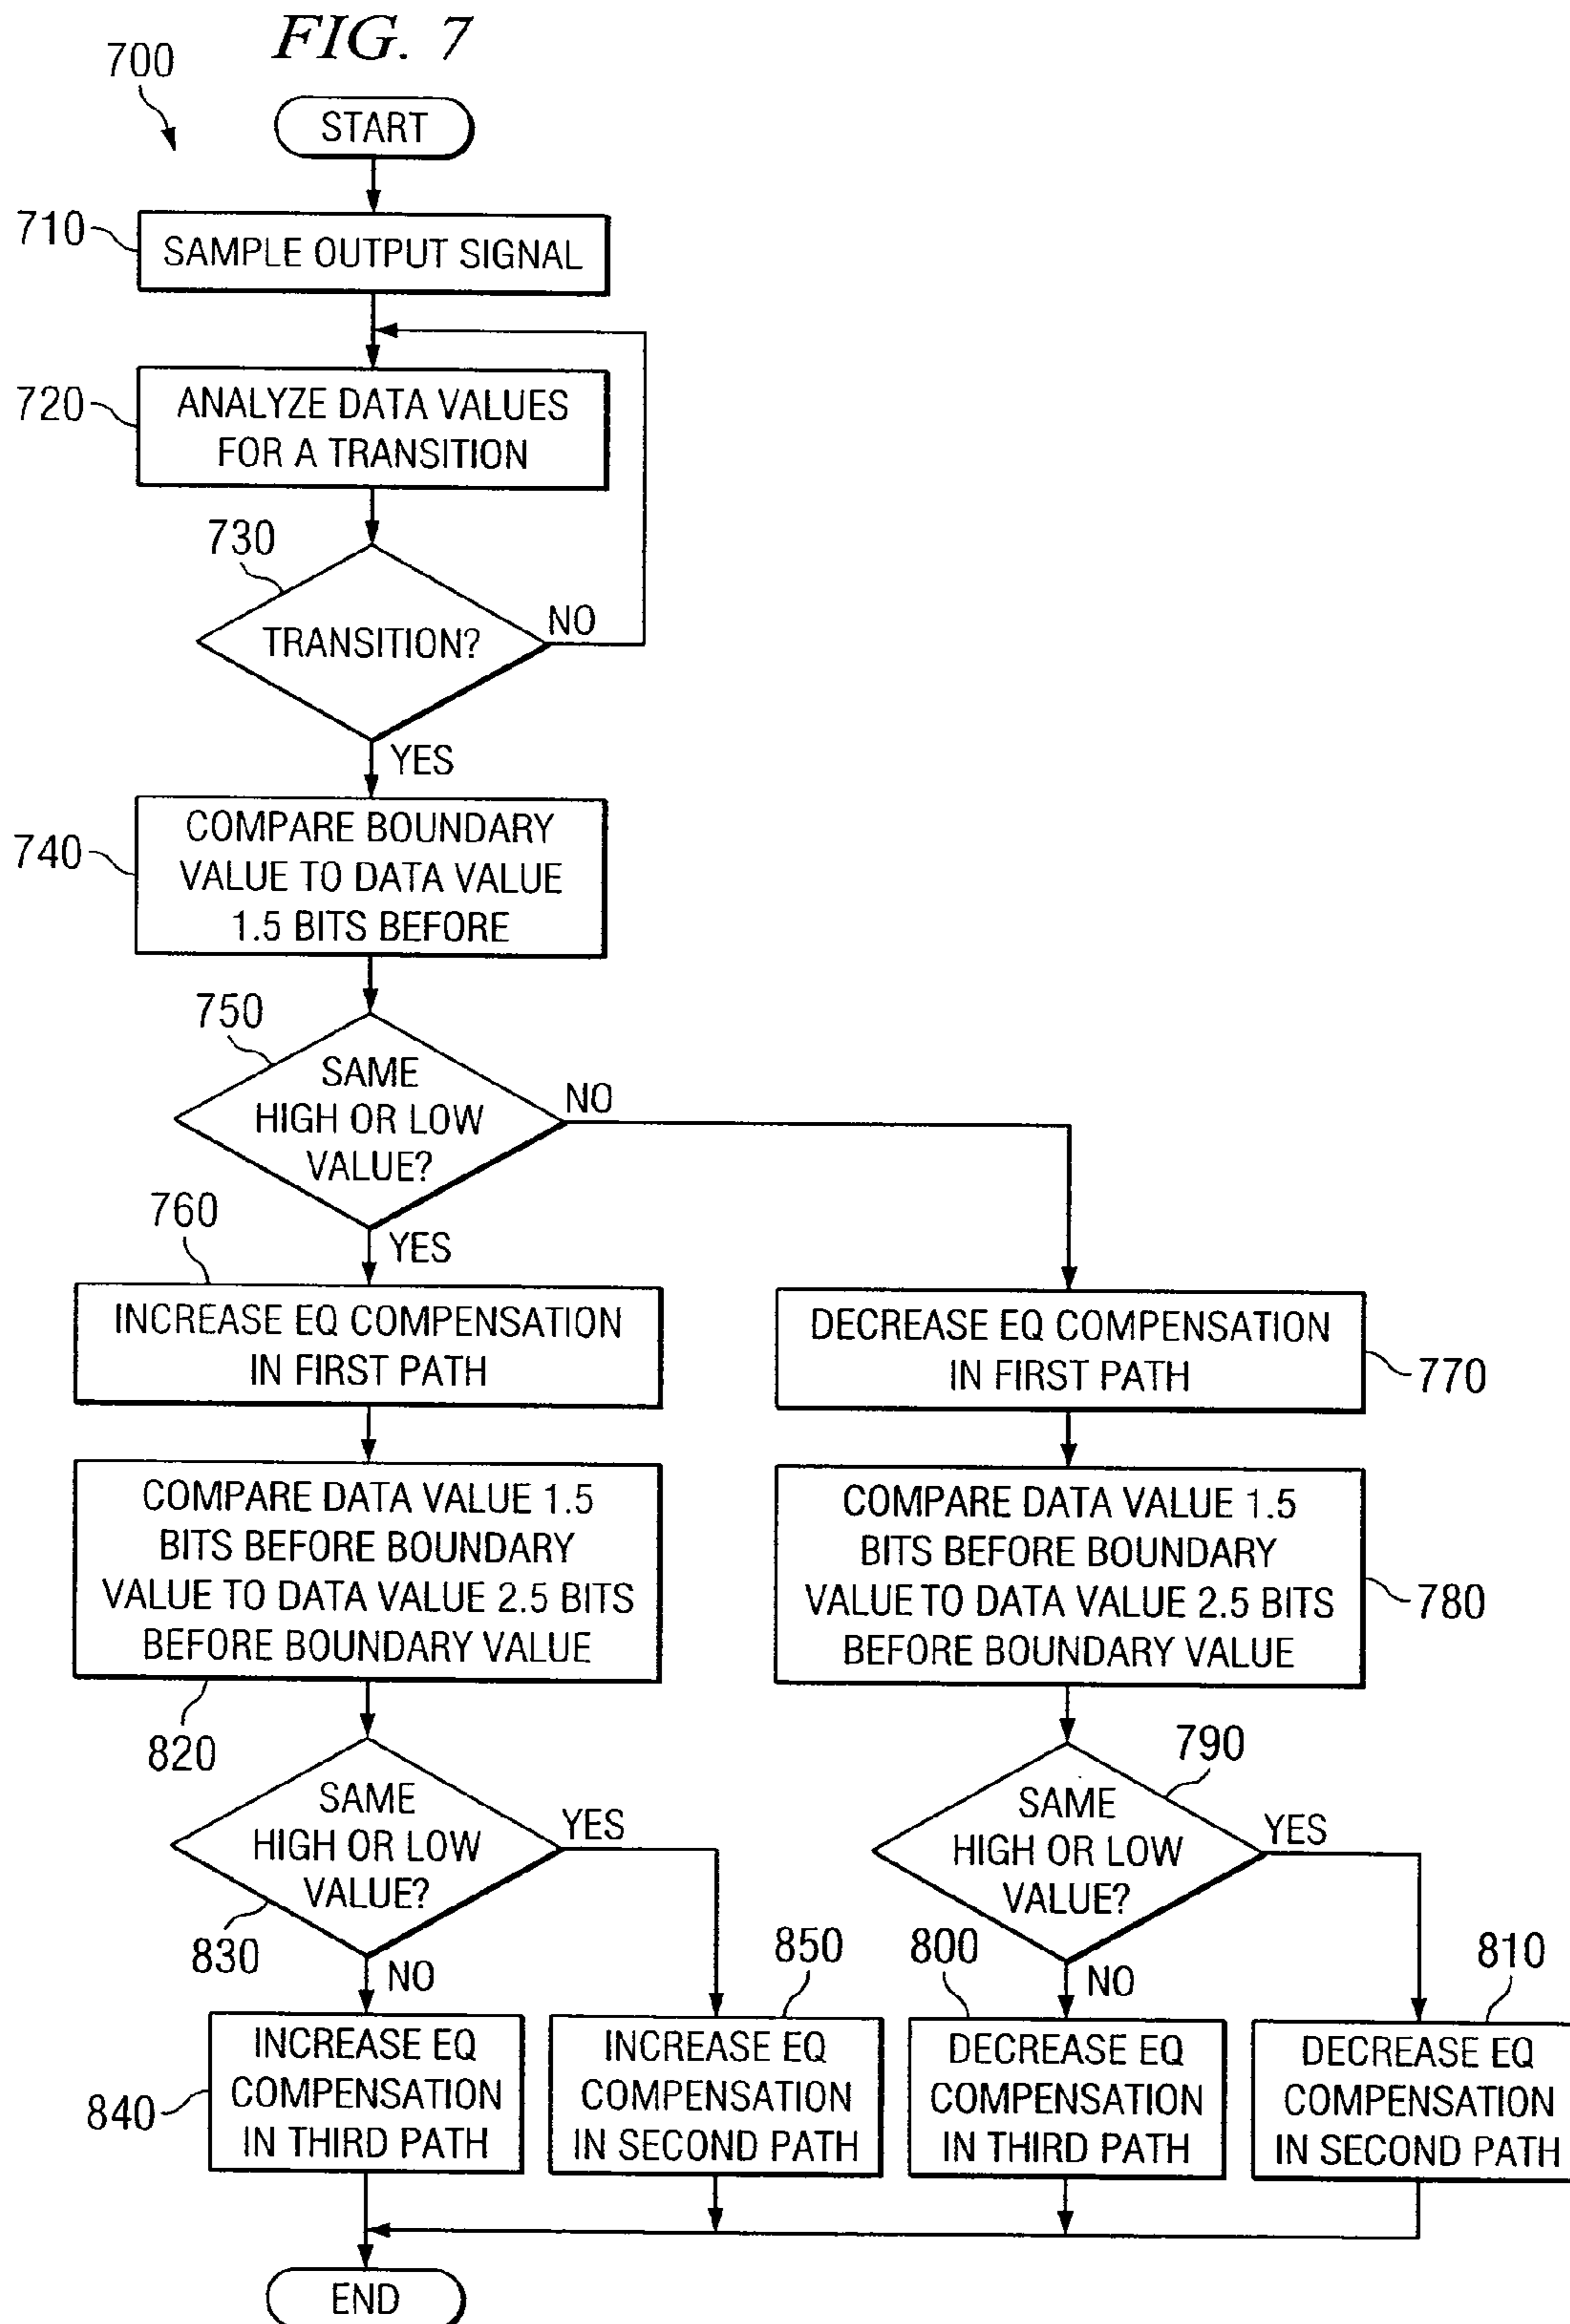 FIG. 7
700
START
710
SAMPLE OUTPUT SIGNAL
720
ANALYZE DATA VALUES
FOR A TRANSITION
730
TRANSITION?
NO
YES
740
COMPARE BOUNDARY
VALUE TO DATA VALUE
1.5 BITS BEFORE
750
SAME
HIGH OR LOW
VALUE?
NO
YES
760
INCREASE EQ COMPENSATION
IN FIRST PATH
DECREASE EQ COMPENSATION
IN FIRST PATH
770
COMPARE DATA VALUE 1.5
BITS BEFORE BOUNDARY
VALUE TO DATA VALUE 2.5 BITS
BEFORE BOUNDARY VALUE
820
COMPARE DATA VALUE 1.5
BITS BEFORE BOUNDARY
VALUE TO DATA VALUE 2.5 BITS
BEFORE BOUNDARY VALUE
780
SAME
HIGH OR LOW
VALUE?
830
YES
NO
790
SAME
HIGH OR LOW
VALUE?
YES
NO
840
INCREASE EQ
COMPENSATION
IN THIRD PATH
850
INCREASE EQ
COMPENSATION
IN SECOND PATH
800
DECREASE EQ
COMPENSATION
IN THIRD PATH
810
DECREASE EQ
COMPENSATION
IN SECOND PATH
END